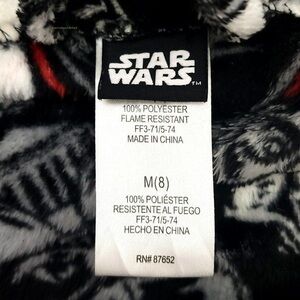 STAR
WARS
TM
100% POLYESTER
FLAME RESISTANT
FF3-71/5-74
MADE IN CHINA
M(8)
100% POLIÉSTER
RESISTENTE AL FUEGO
FF3-71/5-74
HECHO EN CHINA
RN# 87652